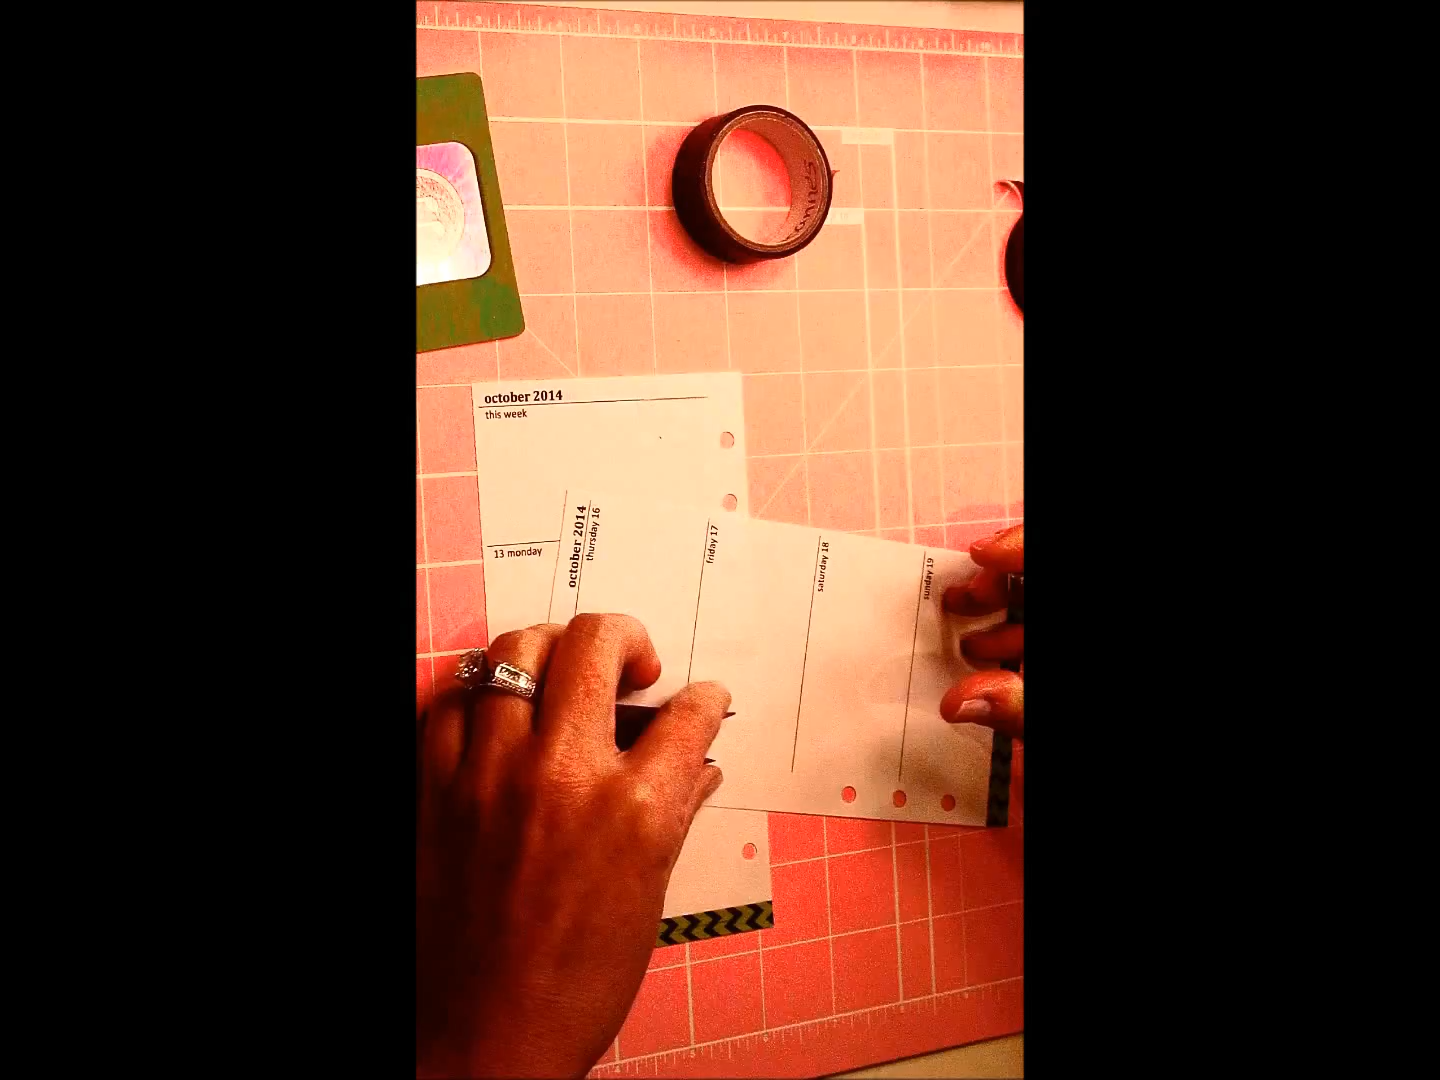 october 2014
this week
13 monday
october 2014
thursday 16
friday 17
saturday 18
sunday 19